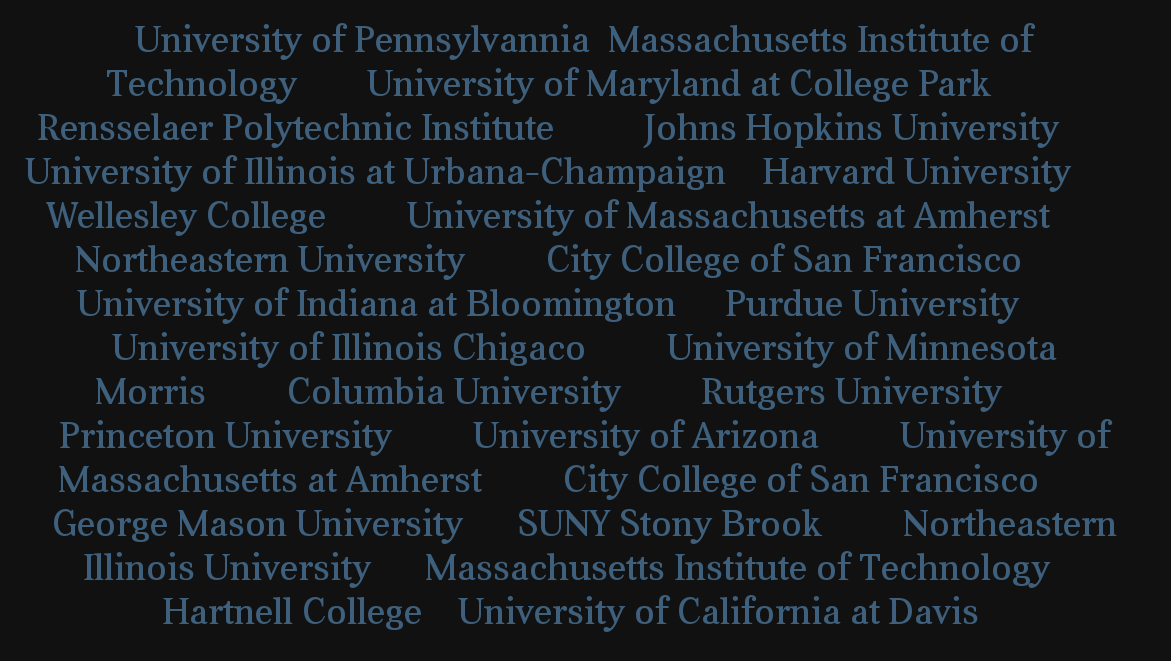 University of Pennsylvannia Massachusetts Institute of
Technology University of Maryland at College Park
Rensselaer Polytechnic Institute Johns Hopkins University
University of Illinois at Urbana-Champaign Harvard University
Wellesley College University of Massachusetts at Amherst
Northeastern University City College of San Francisco
University of Indiana at Bloomington Purdue University
University of Illinois Chigaco University of Minnesota
Morris Columbia University Rutgers University
Princeton University University of Arizona University of
Massachusetts at Amherst City College of San Francisco
George Mason University SUNY Stony Brook Northeastern
Illinois University Massachusetts Institute of Technology
Hartnell College University of California at Davis